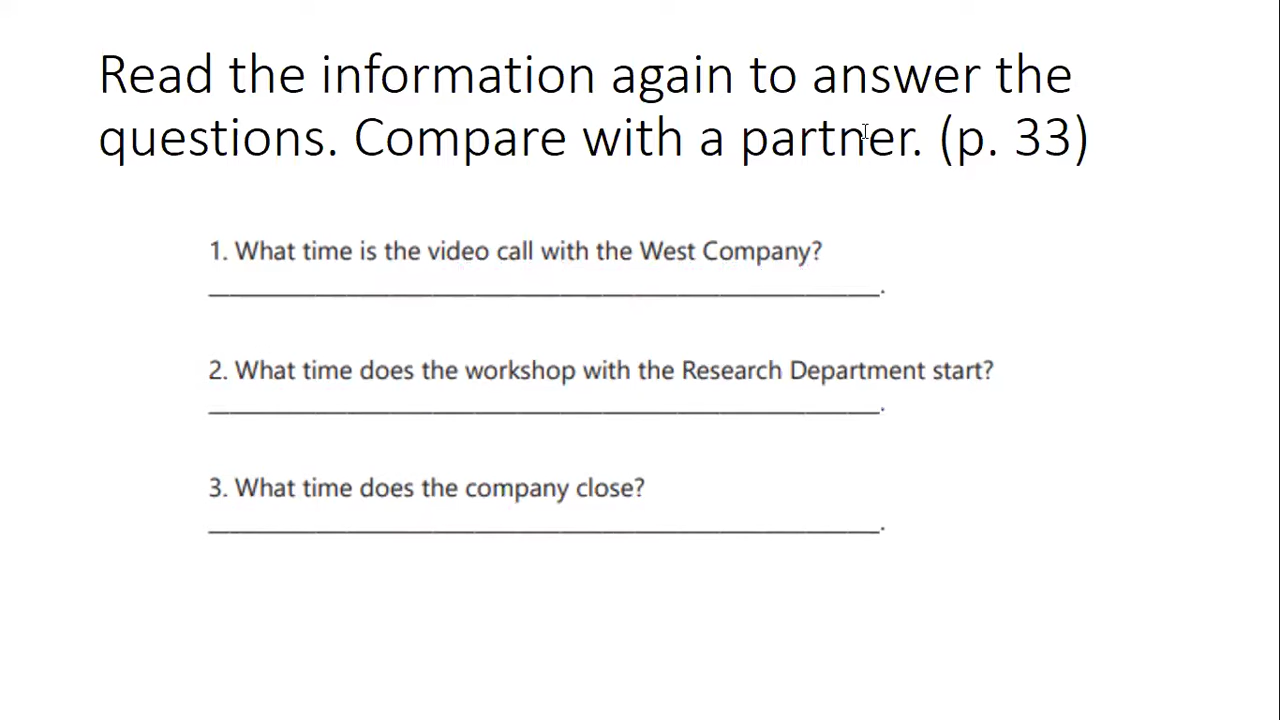 Read the information again to answer the
questions. Compare with a partner. (p. 33)
1. What time is the video call with the West Company?
______________________________________________.
2. What time does the workshop with the Research Department start?
______________________________________________.
3. What time does the company close?
______________________________________________.